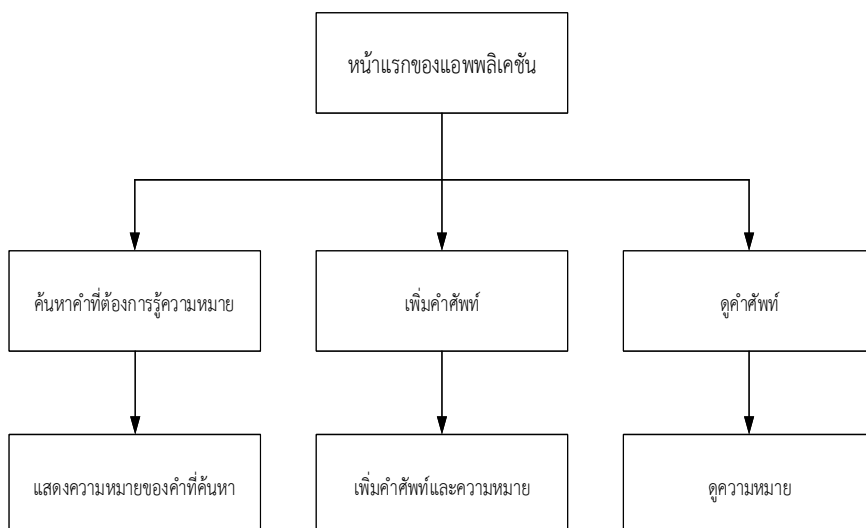 หน้าแรกของแอพพลิเคชัน
ค้นหาคำที่ต้องการรู้ความหมาย
เพิ่มคำศัพท์
ดูคำศัพท์
แสดงความหมายของคำที่ค้นหา
เพิ่มคำศัพท์และความหมาย
ดูความหมาย